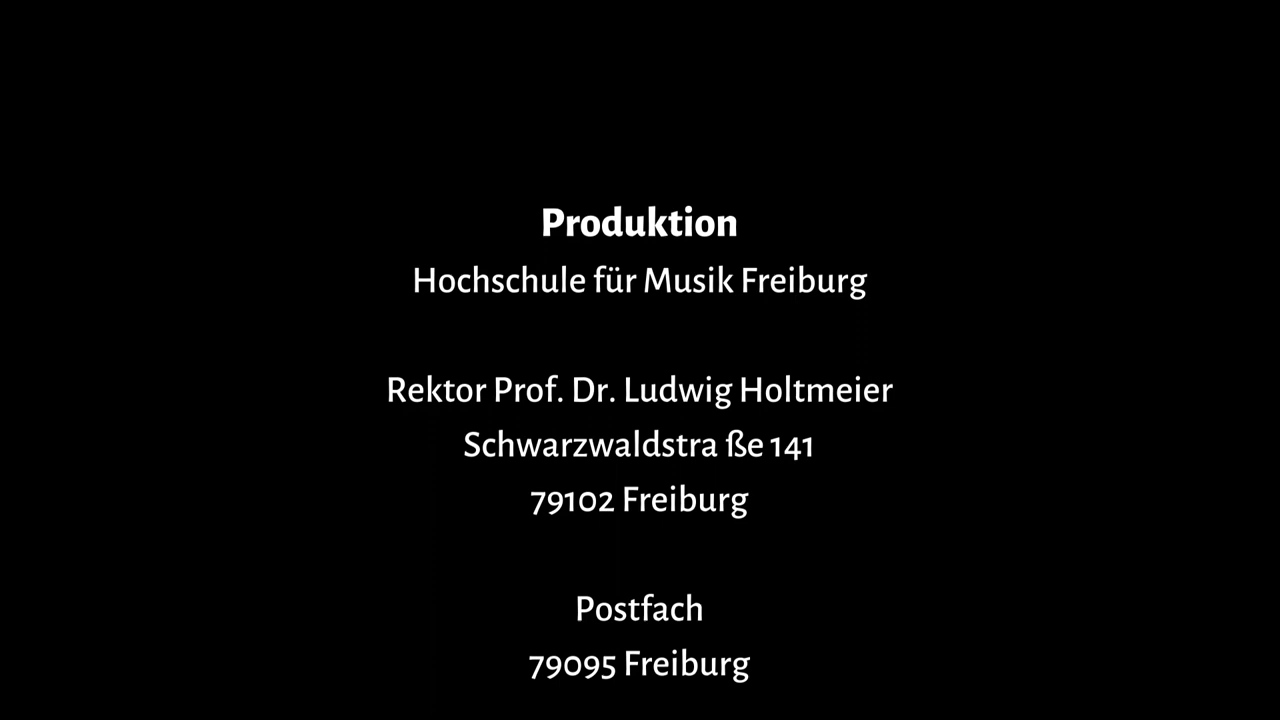 Produktion
Hochschule für Musik Freiburg
Rektor Prof. Dr. Ludwig Holtmeier
Schwarzwaldstra ße 141
79102 Freiburg
Postfach
79095 Freiburg